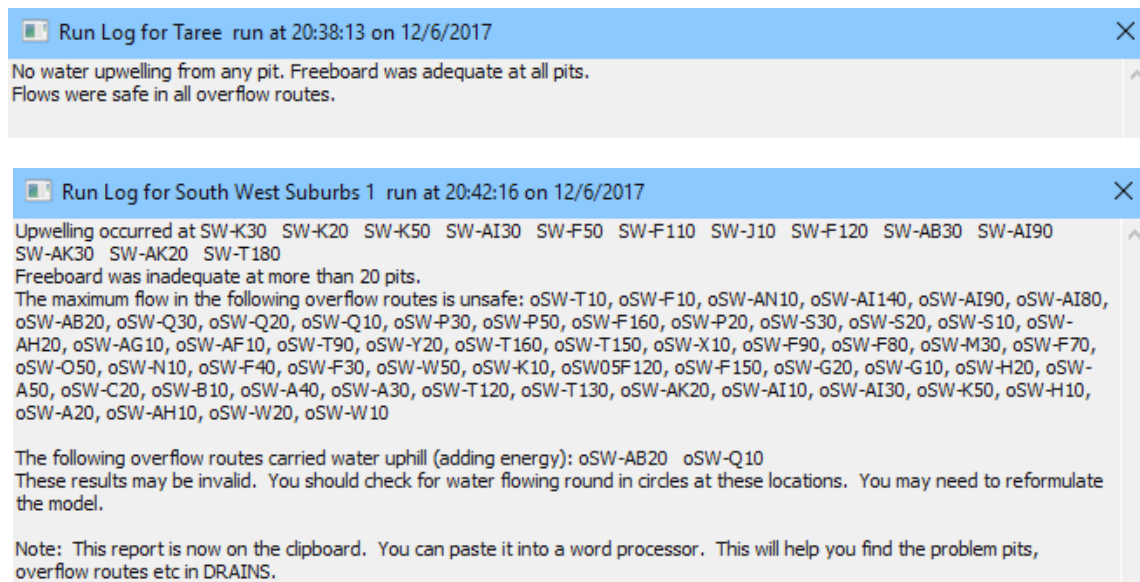 Run Log for Taree run at 20:38:13 on 12/6/2017
No water upwelling from any pit. Freeboard was adequate at all pits.
Flows were safe in all overflow routes.
Run Log for South West Suburbs 1 run at 20:42:16 on 12/6/2017
Upwelling occurred at SW-K30 SW-K20 SW-K50 SW-AI30 SW-F50 SW-F110 SW-J10 SW-F120 SW-AB30 SW-AI90
SW-AK30 SW-AK20 SW-T180
Freeboard was inadequate at more than 20 pits.
The maximum flow in the following overflow routes is unsafe: oSW-T10, oSW-F10, oSW-AN10, oSW-AI140, oSW-AI90, oSW-AI80,
oSW-AB20, oSW-Q30, oSW-Q20, oSW-Q10, oSW-P30, oSW-P50, oSW-F160, oSW-P20, oSW-S30, oSW-S20, oSW-S10, oSW-
AH20, oSW-AG10, oSW-AF10, oSW-T90, oSW-Y20, oSW-T160, oSW-T150, oSW-X10, oSW-F90, oSW-F80, oSW-M30, oSW-F70,
oSW-O50, oSW-N10, oSW-F40, oSW-F30, oSW-W50, oSW-K10, oSW05F120, oSW-F150, oSW-G20, oSW-G10, oSW-H20, oSW-
A50, oSW-C20, oSW-B10, oSW-A40, oSW-A30, oSW-T120, oSW-T130, oSW-AK20, oSW-AI10, oSW-AI30, oSW-K50, oSW-H10,
oSW-A20, oSW-AH10, oSW-W20, oSW-W10
The following overflow routes carried water uphill (adding energy): oSW-AB20 oSW-Q10
These results may be invalid. You should check for water flowing round in circles at these locations. You may need to reformulate
the model.
Note: This report is now on the clipboard. You can paste it into a word processor. This will help you find the problem pits,
overflow routes etc in DRAINS.